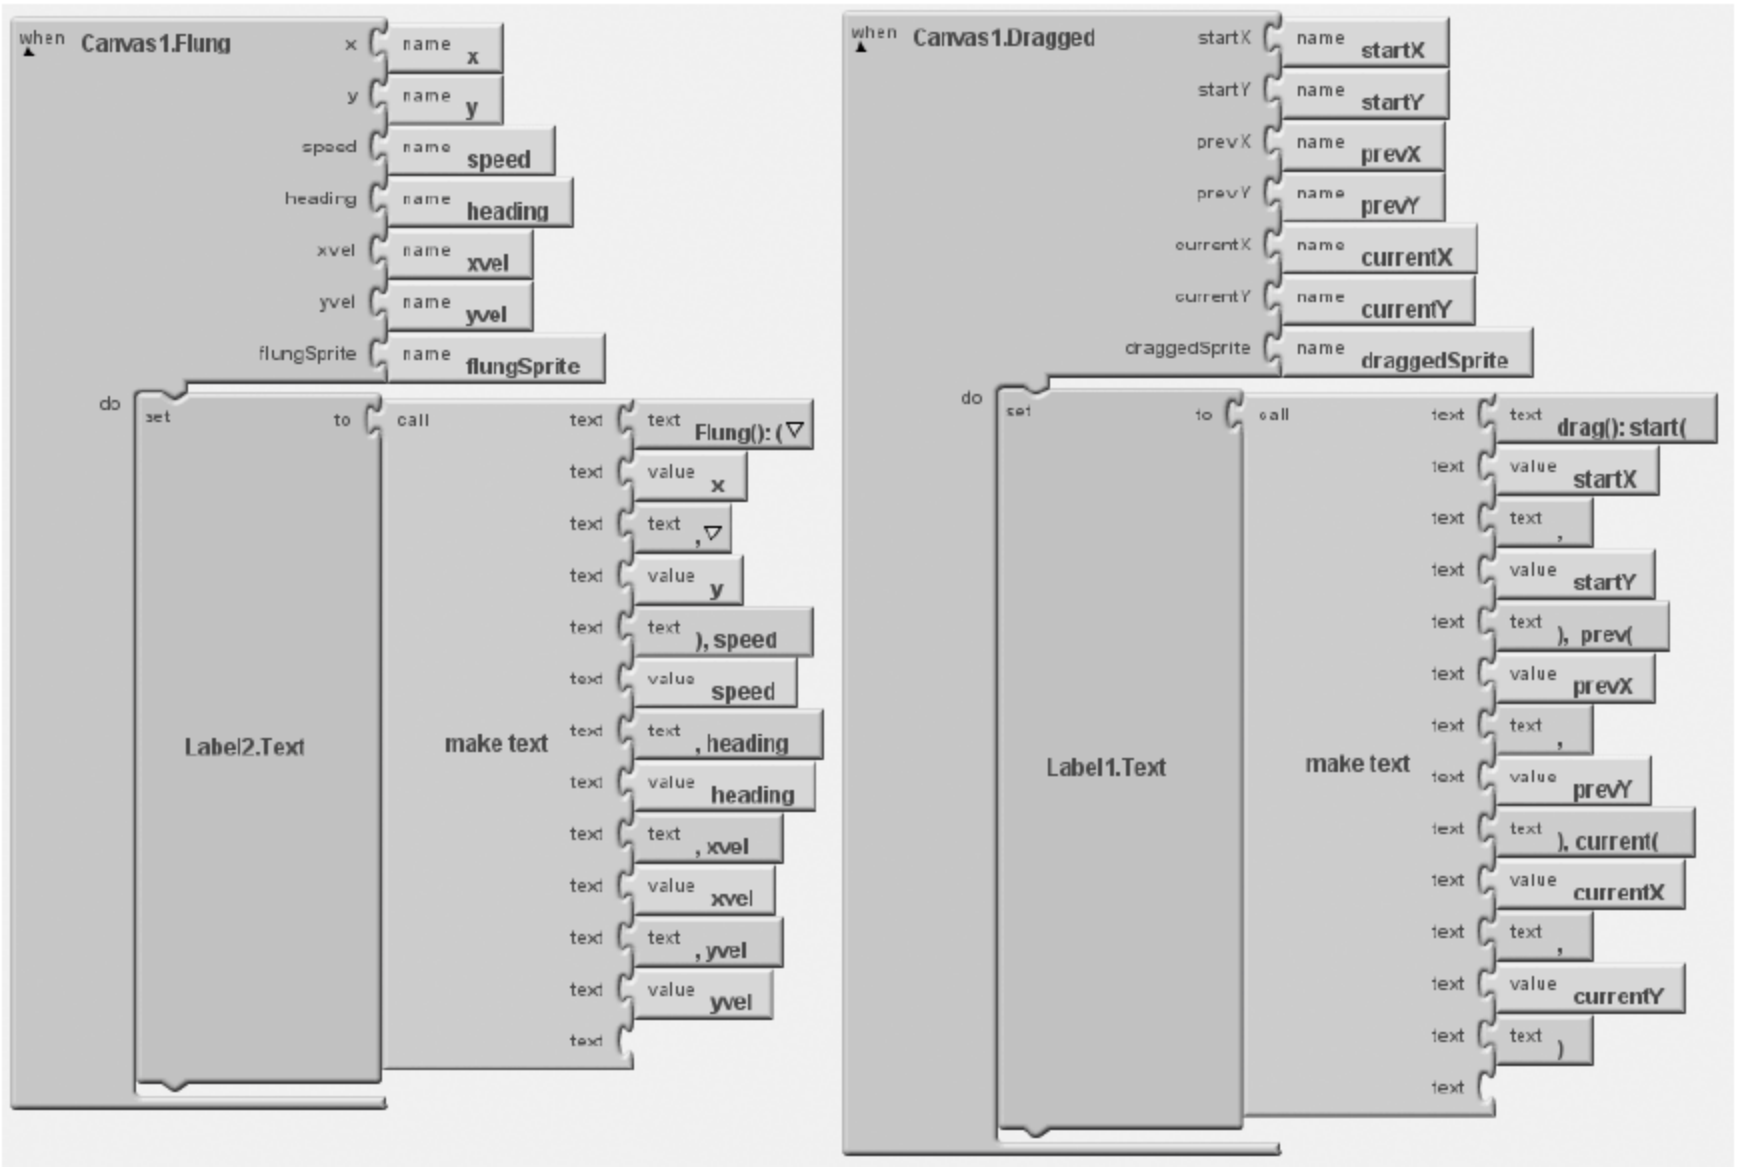 when Canvas1.Flung x name x
y name y
speed name speed
heading name heading
xvel name xvel
yvel name yvel
flungSprite name flungSprite
do set Label2.Text to call make text text text Flung(): (
text value x
text text ,
text value y
text text ), speed
text value speed
text text , heading
text value heading
text text , xvel
text value xvel
text text , yvel
text value yvel
text
when Canvas1.Dragged startX name startX
startY name startY
prevX name prevX
prevY name prevY
currentX name currentX
currentY name currentY
draggedSprite name draggedSprite
do set Label1.Text to call make text text text drag(): start(
text value startX
text text ,
text value startY
text text ), prev(
text value prevX
text text ,
text value prevY
text text ), current(
text value currentX
text text ,
text value currentY
text text )
text